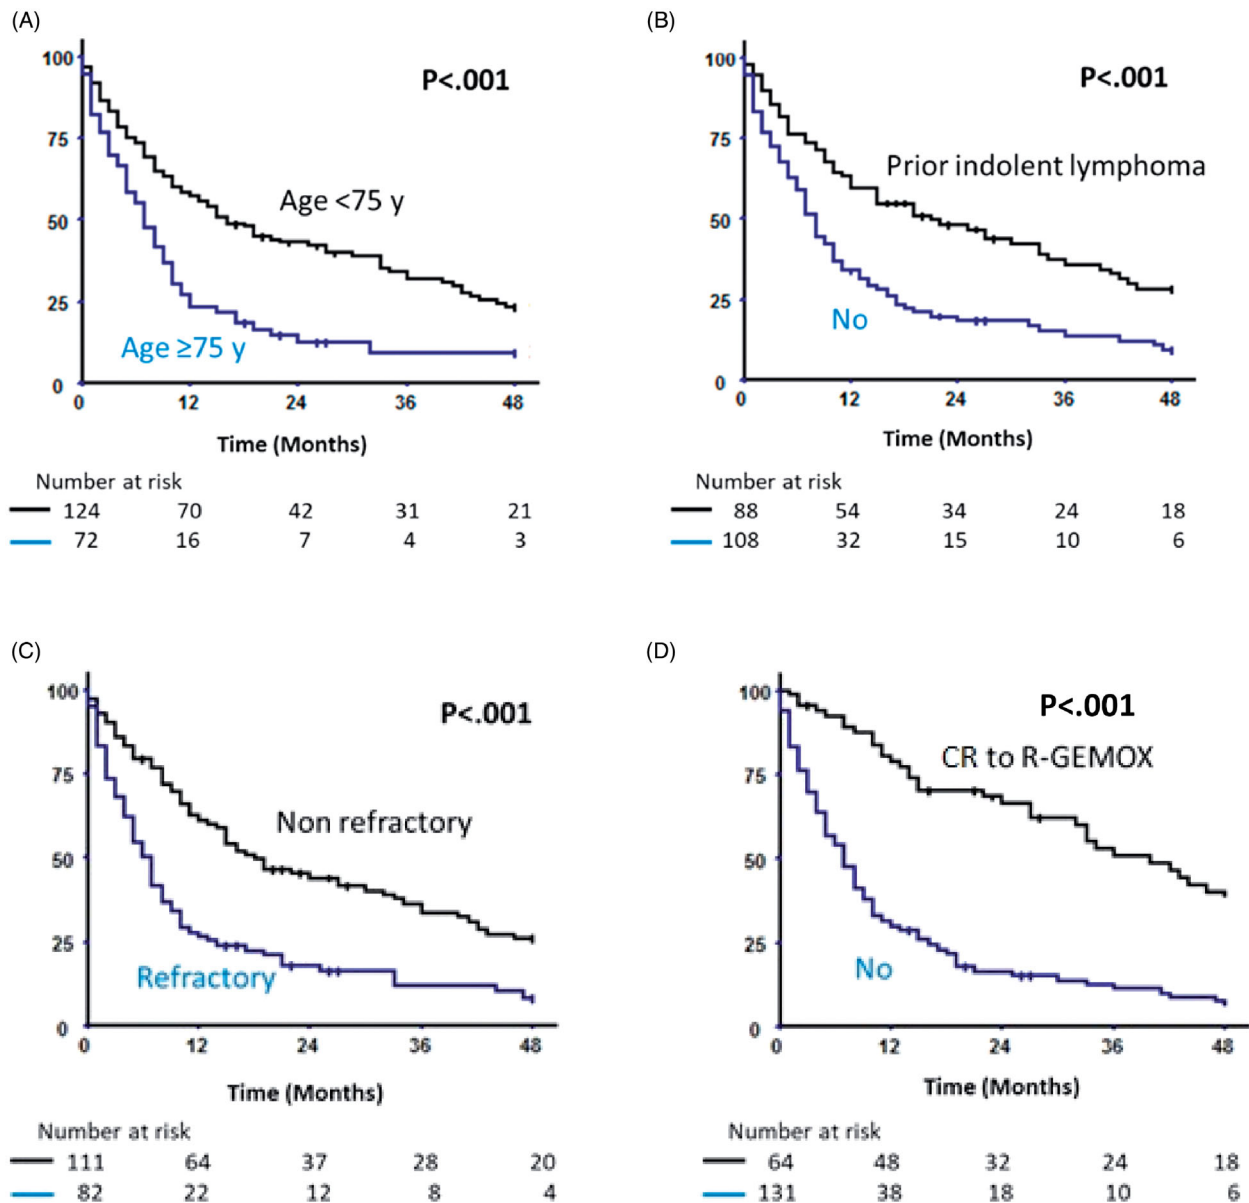 (A)
100
P<.001
75
Age <75 y
50
25
Age ≥75 y
0
0 12 24 36 48
Time (Months)
Number at risk
124 70 42 31 21
72 16 7 4 3
(B)
100
P<.001
75
Prior indolent lymphoma
50
25
No
0
0 12 24 36 48
Time (Months)
Number at risk
88 54 34 24 18
108 32 15 10 6
(C)
100
P<.001
75
Non refractory
50
25
Refractory
0
0 12 24 36 48
Time (Months)
Number at risk
111 64 37 28 20
82 22 12 8 4
(D)
100
P<.001
CR to R-GEMOX
75
50
25
No
0
0 12 24 36 48
Time (Months)
Number at risk
64 48 32 24 18
131 38 18 10 6